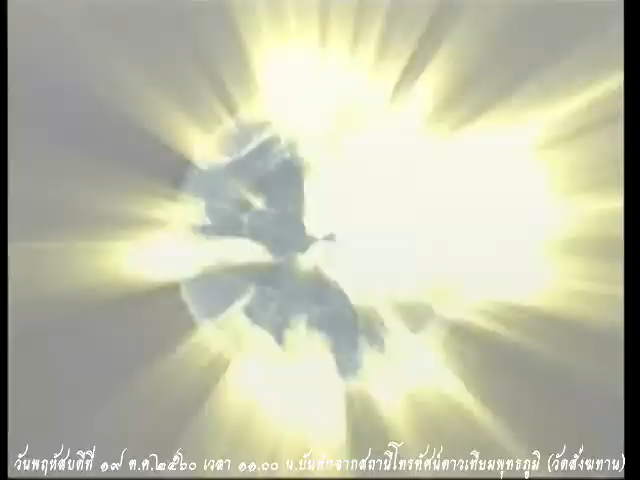 วันพฤหัสบดีที่ ๑๙ ต.ค.๒๕๖๐ เวลา ๑๑.๐๐ น.บันทึกจากสถานีโทรทัศน์ดาวเทียมพุทธภูมิ (วัดสังฆทาน)